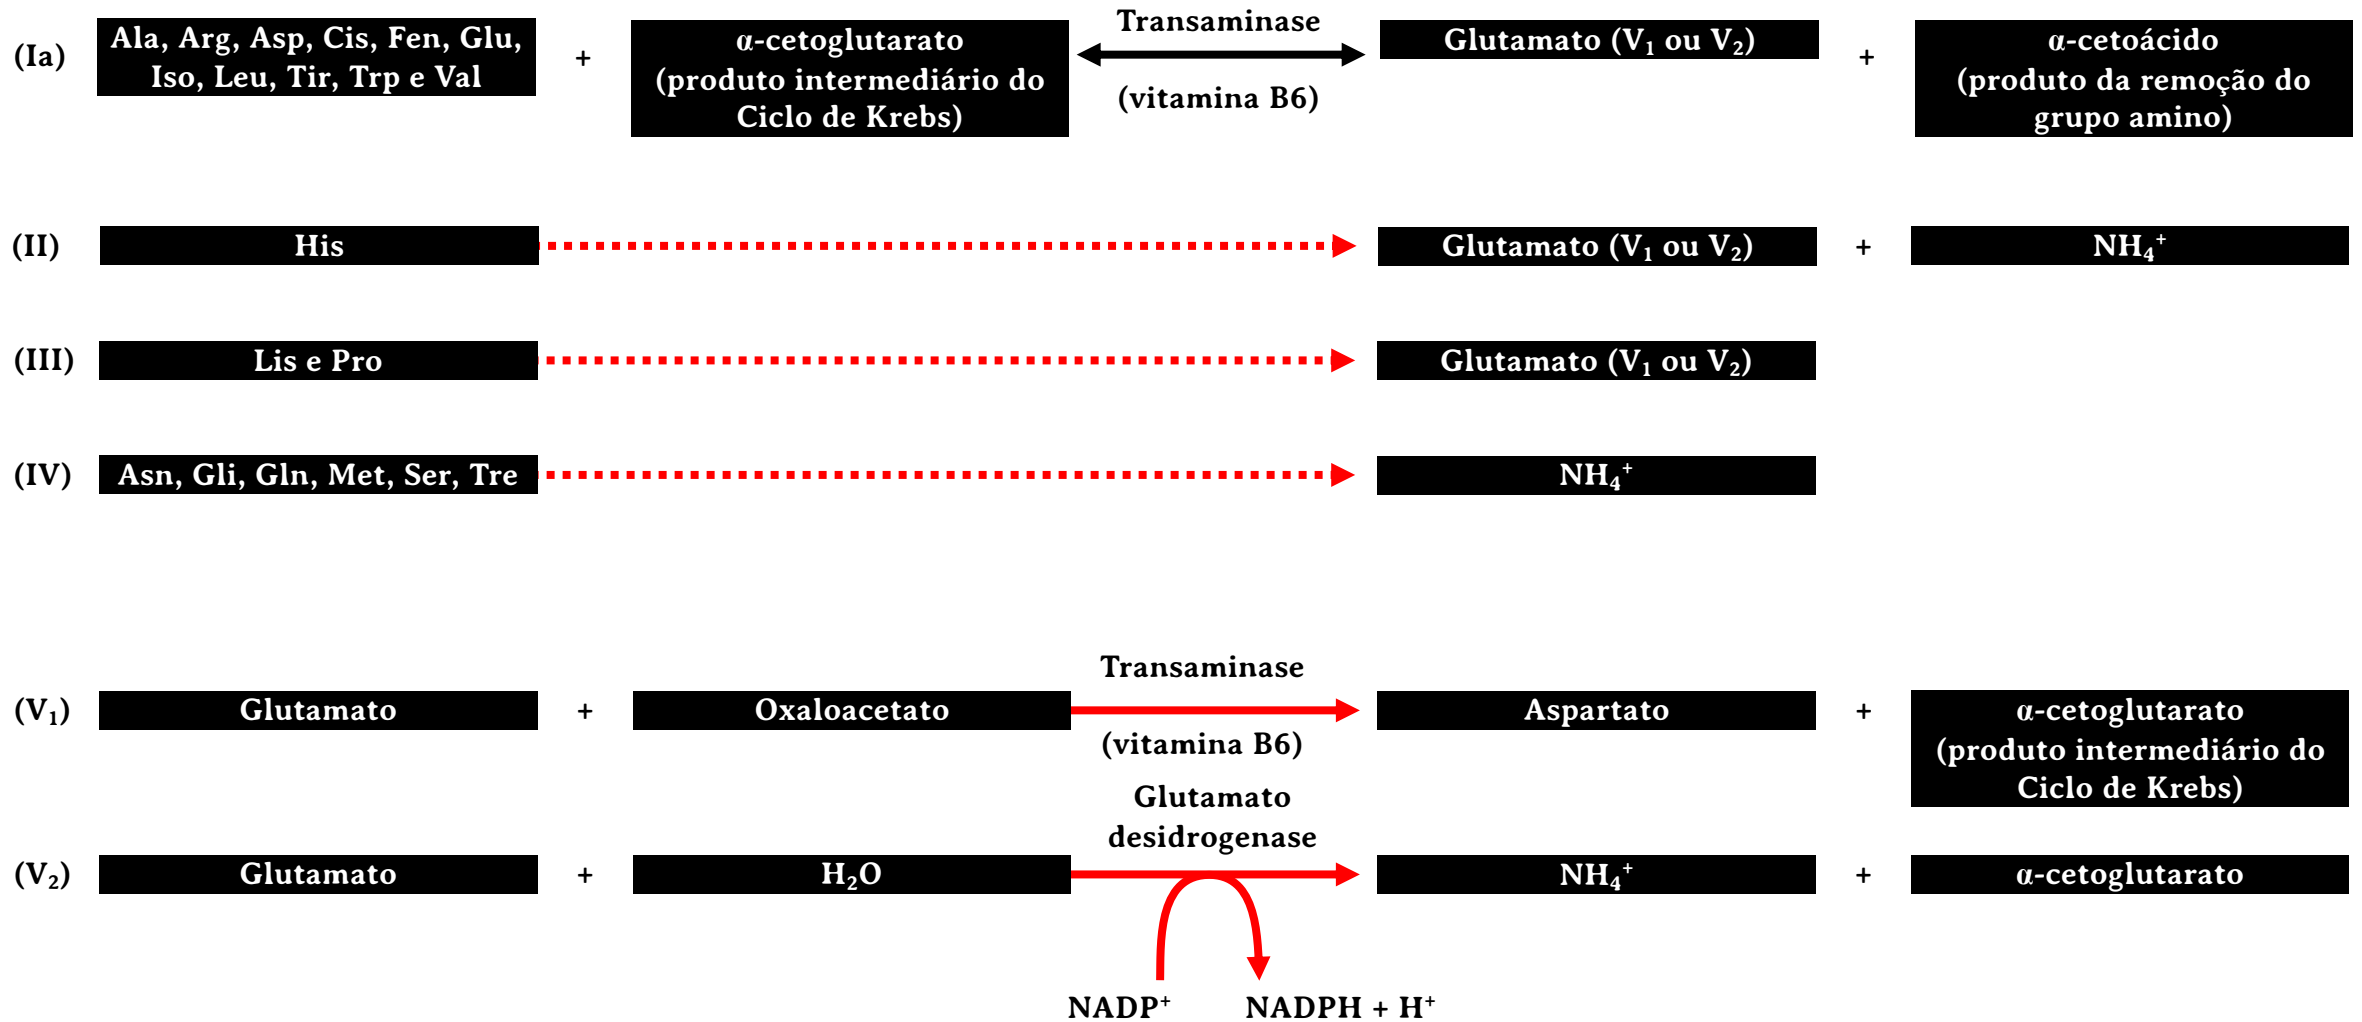 (Ia)
Ala, Arg, Asp, Cis, Fen, Glu,
Iso, Leu, Tir, Trp e Val
+
α-cetoglutarato
(produto intermediário do
Ciclo de Krebs)
Transaminase
(vitamina B6)
Glutamato (V₁ ou V₂)
+
α-cetoácido
(produto da remoção do
grupo amino)
(II)
His
Glutamato (V₁ ou V₂)
+
NH₄⁺
(III)
Lis e Pro
Glutamato (V₁ ou V₂)
(IV)
Asn, Gli, Gln, Met, Ser, Tre
NH₄⁺
(V₁)
Glutamato
+
Oxaloacetato
Transaminase
(vitamina B6)
Aspartato
+
α-cetoglutarato
(produto intermediário do
Ciclo de Krebs)
(V₂)
Glutamato
+
H₂O
Glutamato
desidrogenase
NADP⁺
NADPH + H⁺
NH₄⁺
+
α-cetoglutarato